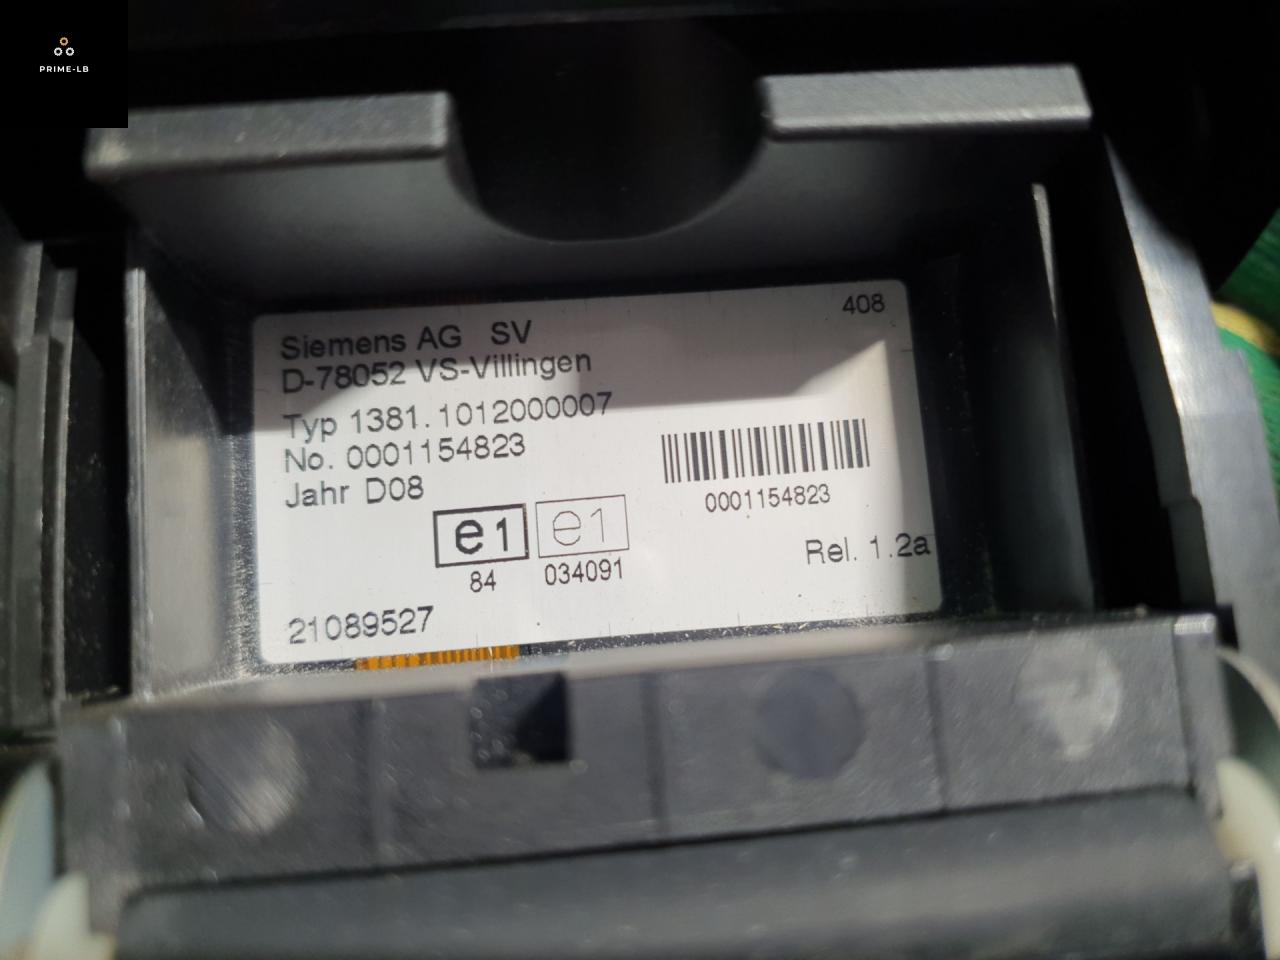 PRIME-LB
408
Siemens AG SV
D-78052 VS-Villingen
Typ 1381.1012000007
No. 0001154823
Jahr D08
0001154823
e1 e1
84 034091
Rel. 1.2a
21089527